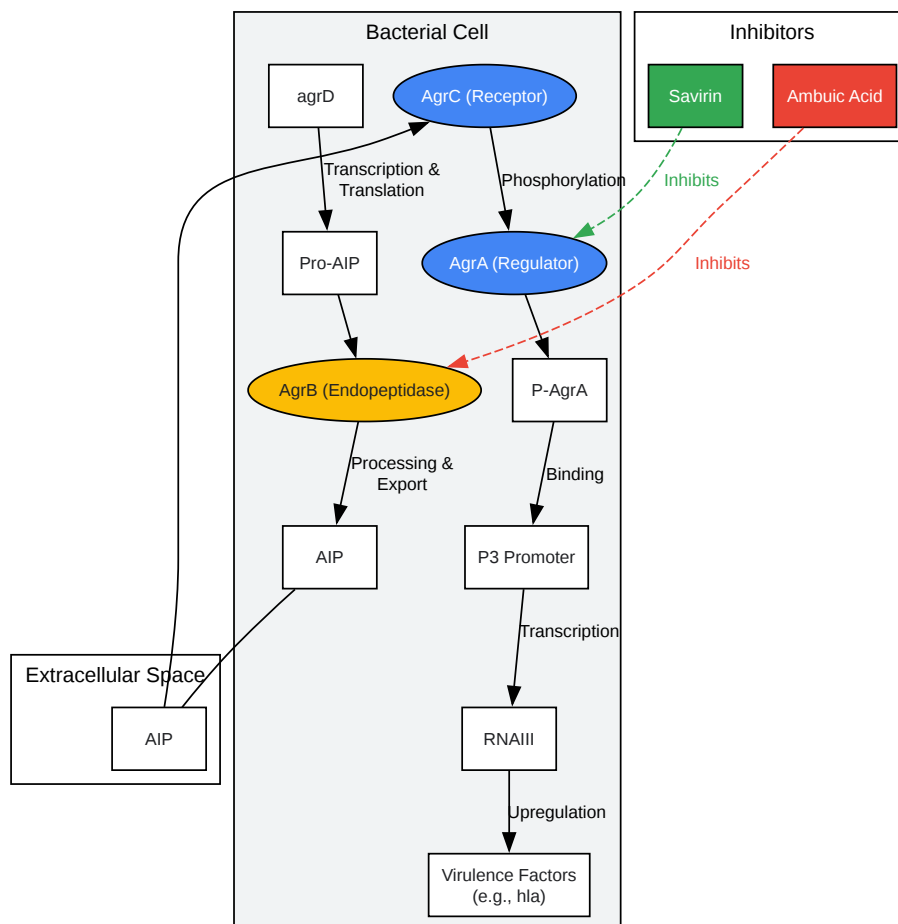 Bacterial Cell
Inhibitors
agrD
AgrC (Receptor)
Savirin
Ambuic Acid
Transcription &
Translation
Phosphorylation
Inhibits
Pro-AIP
AgrA (Regulator)
Inhibits
AgrB (Endopeptidase)
P-AgrA
Processing &
Export
Binding
AIP
P3 Promoter
Transcription
Extracellular Space
AIP
RNAIII
Upregulation
Virulence Factors
(e.g., hla)